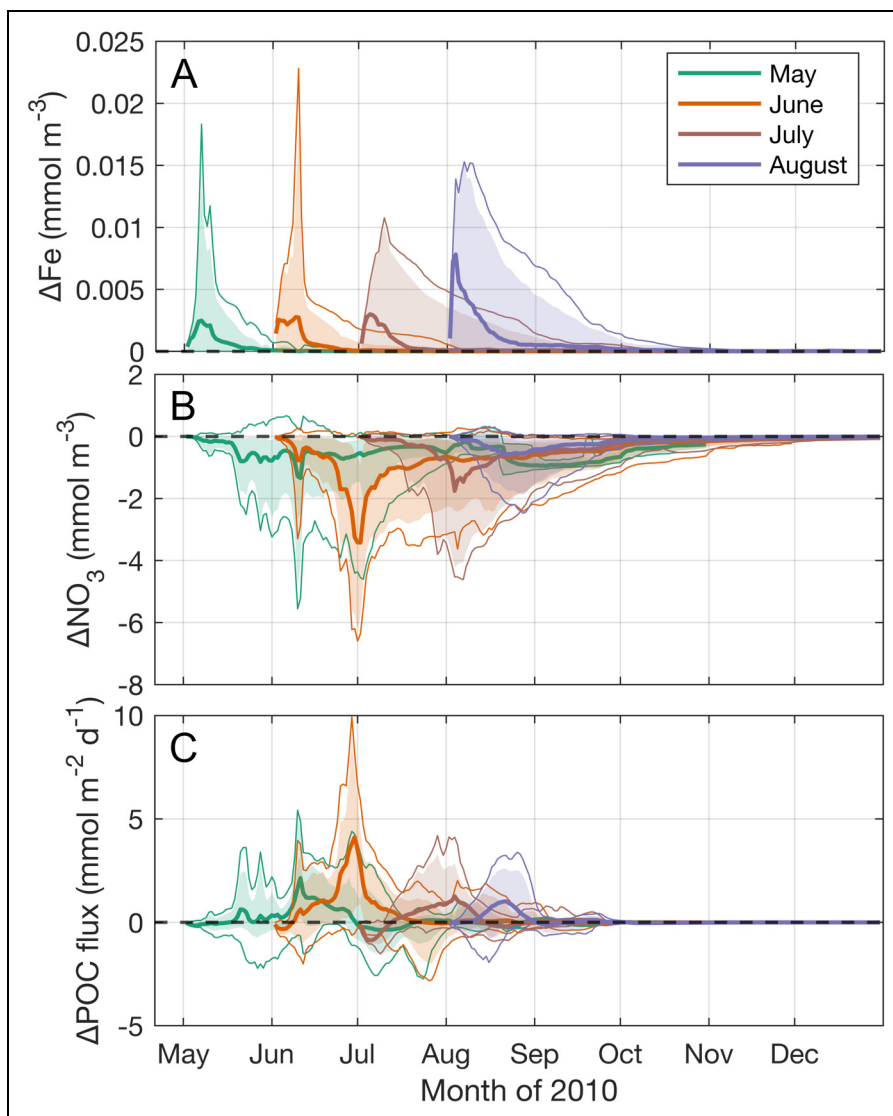 A
ΔFe (mmol m⁻³)
0.025
0.02
0.015
0.01
0.005
0
May
June
July
August
B
ΔNO₃ (mmol m⁻³)
2
0
-2
-4
-6
-8
C
ΔPOC flux (mmol m⁻² d⁻¹)
10
5
0
-5
May Jun Jul Aug Sep Oct Nov Dec
Month of 2010